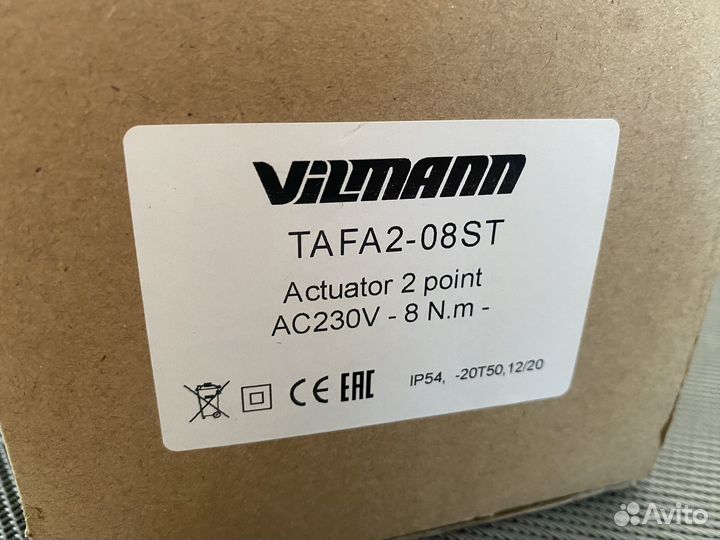 VILMANN
TAFA2-08ST
Actuator 2 point
AC230V - 8 N.m -
CE EAC IP54, -20T50,12/20
Avito